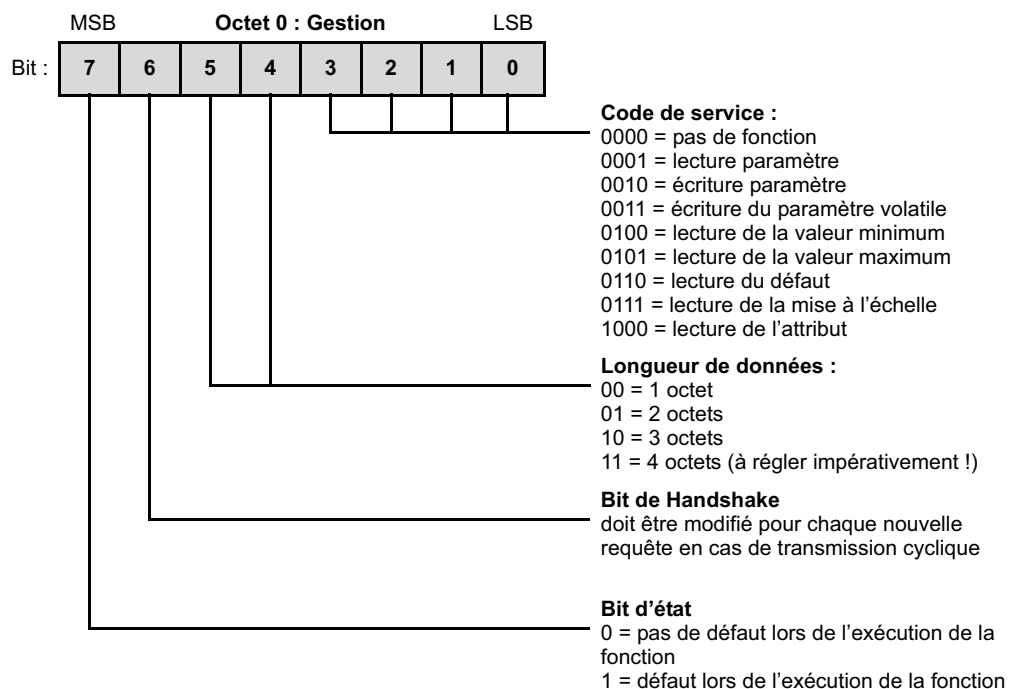 MSB Octet 0 : Gestion LSB
Bit : 7 6 5 4 3 2 1 0
Code de service :
0000 = pas de fonction
0001 = lecture paramètre
0010 = écriture paramètre
0011 = écriture du paramètre volatile
0100 = lecture de la valeur minimum
0101 = lecture de la valeur maximum
0110 = lecture du défaut
0111 = lecture de la mise à l’échelle
1000 = lecture de l’attribut
Longueur de données :
00 = 1 octet
01 = 2 octets
10 = 3 octets
11 = 4 octets (à régler impérativement !)
Bit de Handshake
doit être modifié pour chaque nouvelle
requête en cas de transmission cyclique
Bit d’état
0 = pas de défaut lors de l’exécution de la
fonction
1 = défaut lors de l’exécution de la fonction